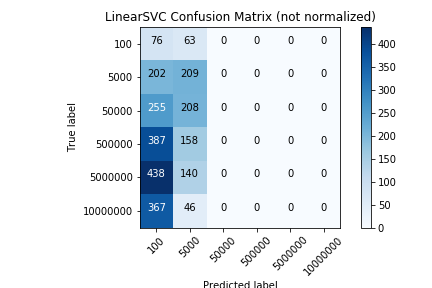 LinearSVC Confusion Matrix (not normalized)
100 76 63 0 0 0 0
5000 202 209 0 0 0 0
50000 255 208 0 0 0 0
500000 387 158 0 0 0 0
5000000 438 140 0 0 0 0
10000000 367 46 0 0 0 0
True label
100 5000 50000 500000 5000000 10000000
Predicted label
400
350
300
250
200
150
100
50
0